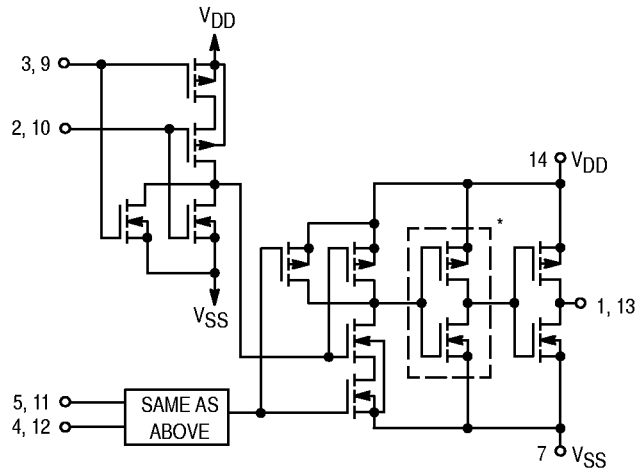 VDD
3, 9
2, 10
14
VDD
*
VSS
1, 13
5, 11
4, 12
SAME AS
ABOVE
7
VSS